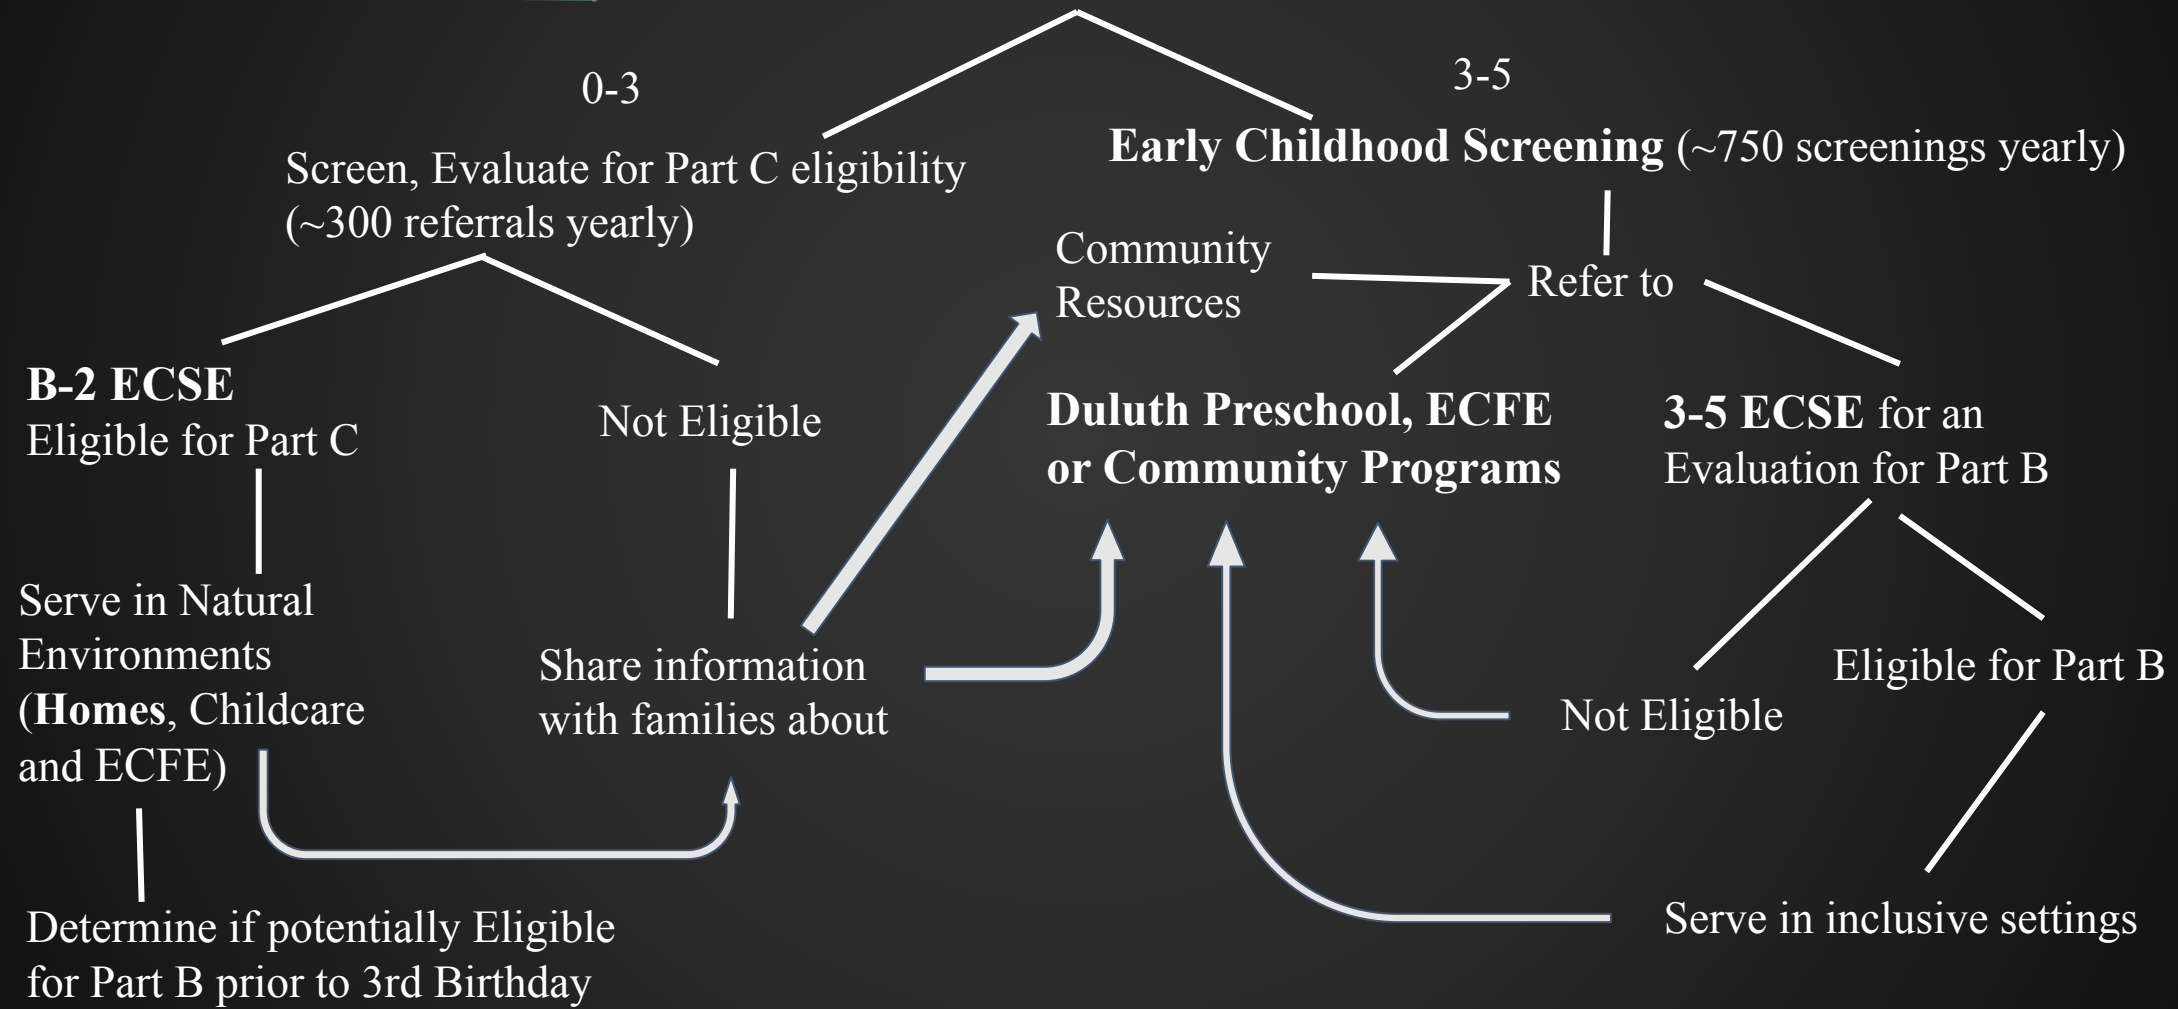 0-3
Screen, Evaluate for Part C eligibility
(~300 referrals yearly)
B-2 ECSE
Eligible for Part C
Serve in Natural
Environments
(Homes, Childcare
and ECFE)
Determine if potentially Eligible
for Part B prior to 3rd Birthday
Not Eligible
Share information
with families about
3-5
Early Childhood Screening (~750 screenings yearly)
Refer to
Community
Resources
Duluth Preschool, ECFE
or Community Programs
3-5 ECSE for an
Evaluation for Part B
Not Eligible
Eligible for Part B
Serve in inclusive settings